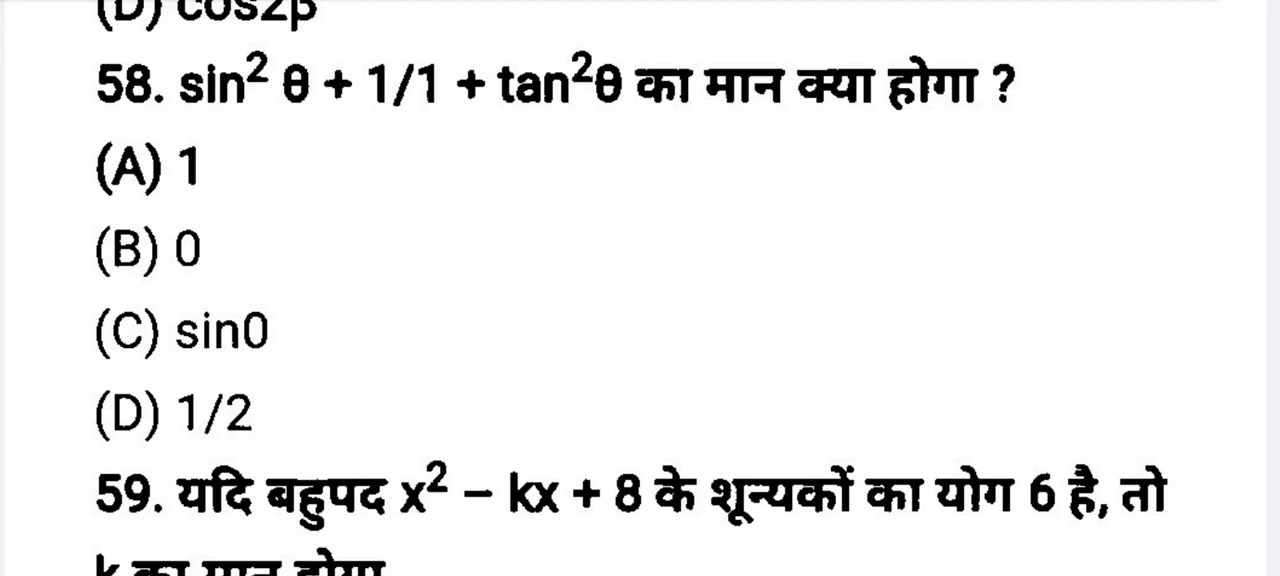 (D) cos2β
58. sin² θ + 1/1 + tan²θ का मान क्या होगा ?
(A) 1
(B) 0
(C) sin0
(D) 1/2
59. यदि बहुपद x² – kx + 8 के शून्यकों का योग 6 है, तो
k का मान होगा